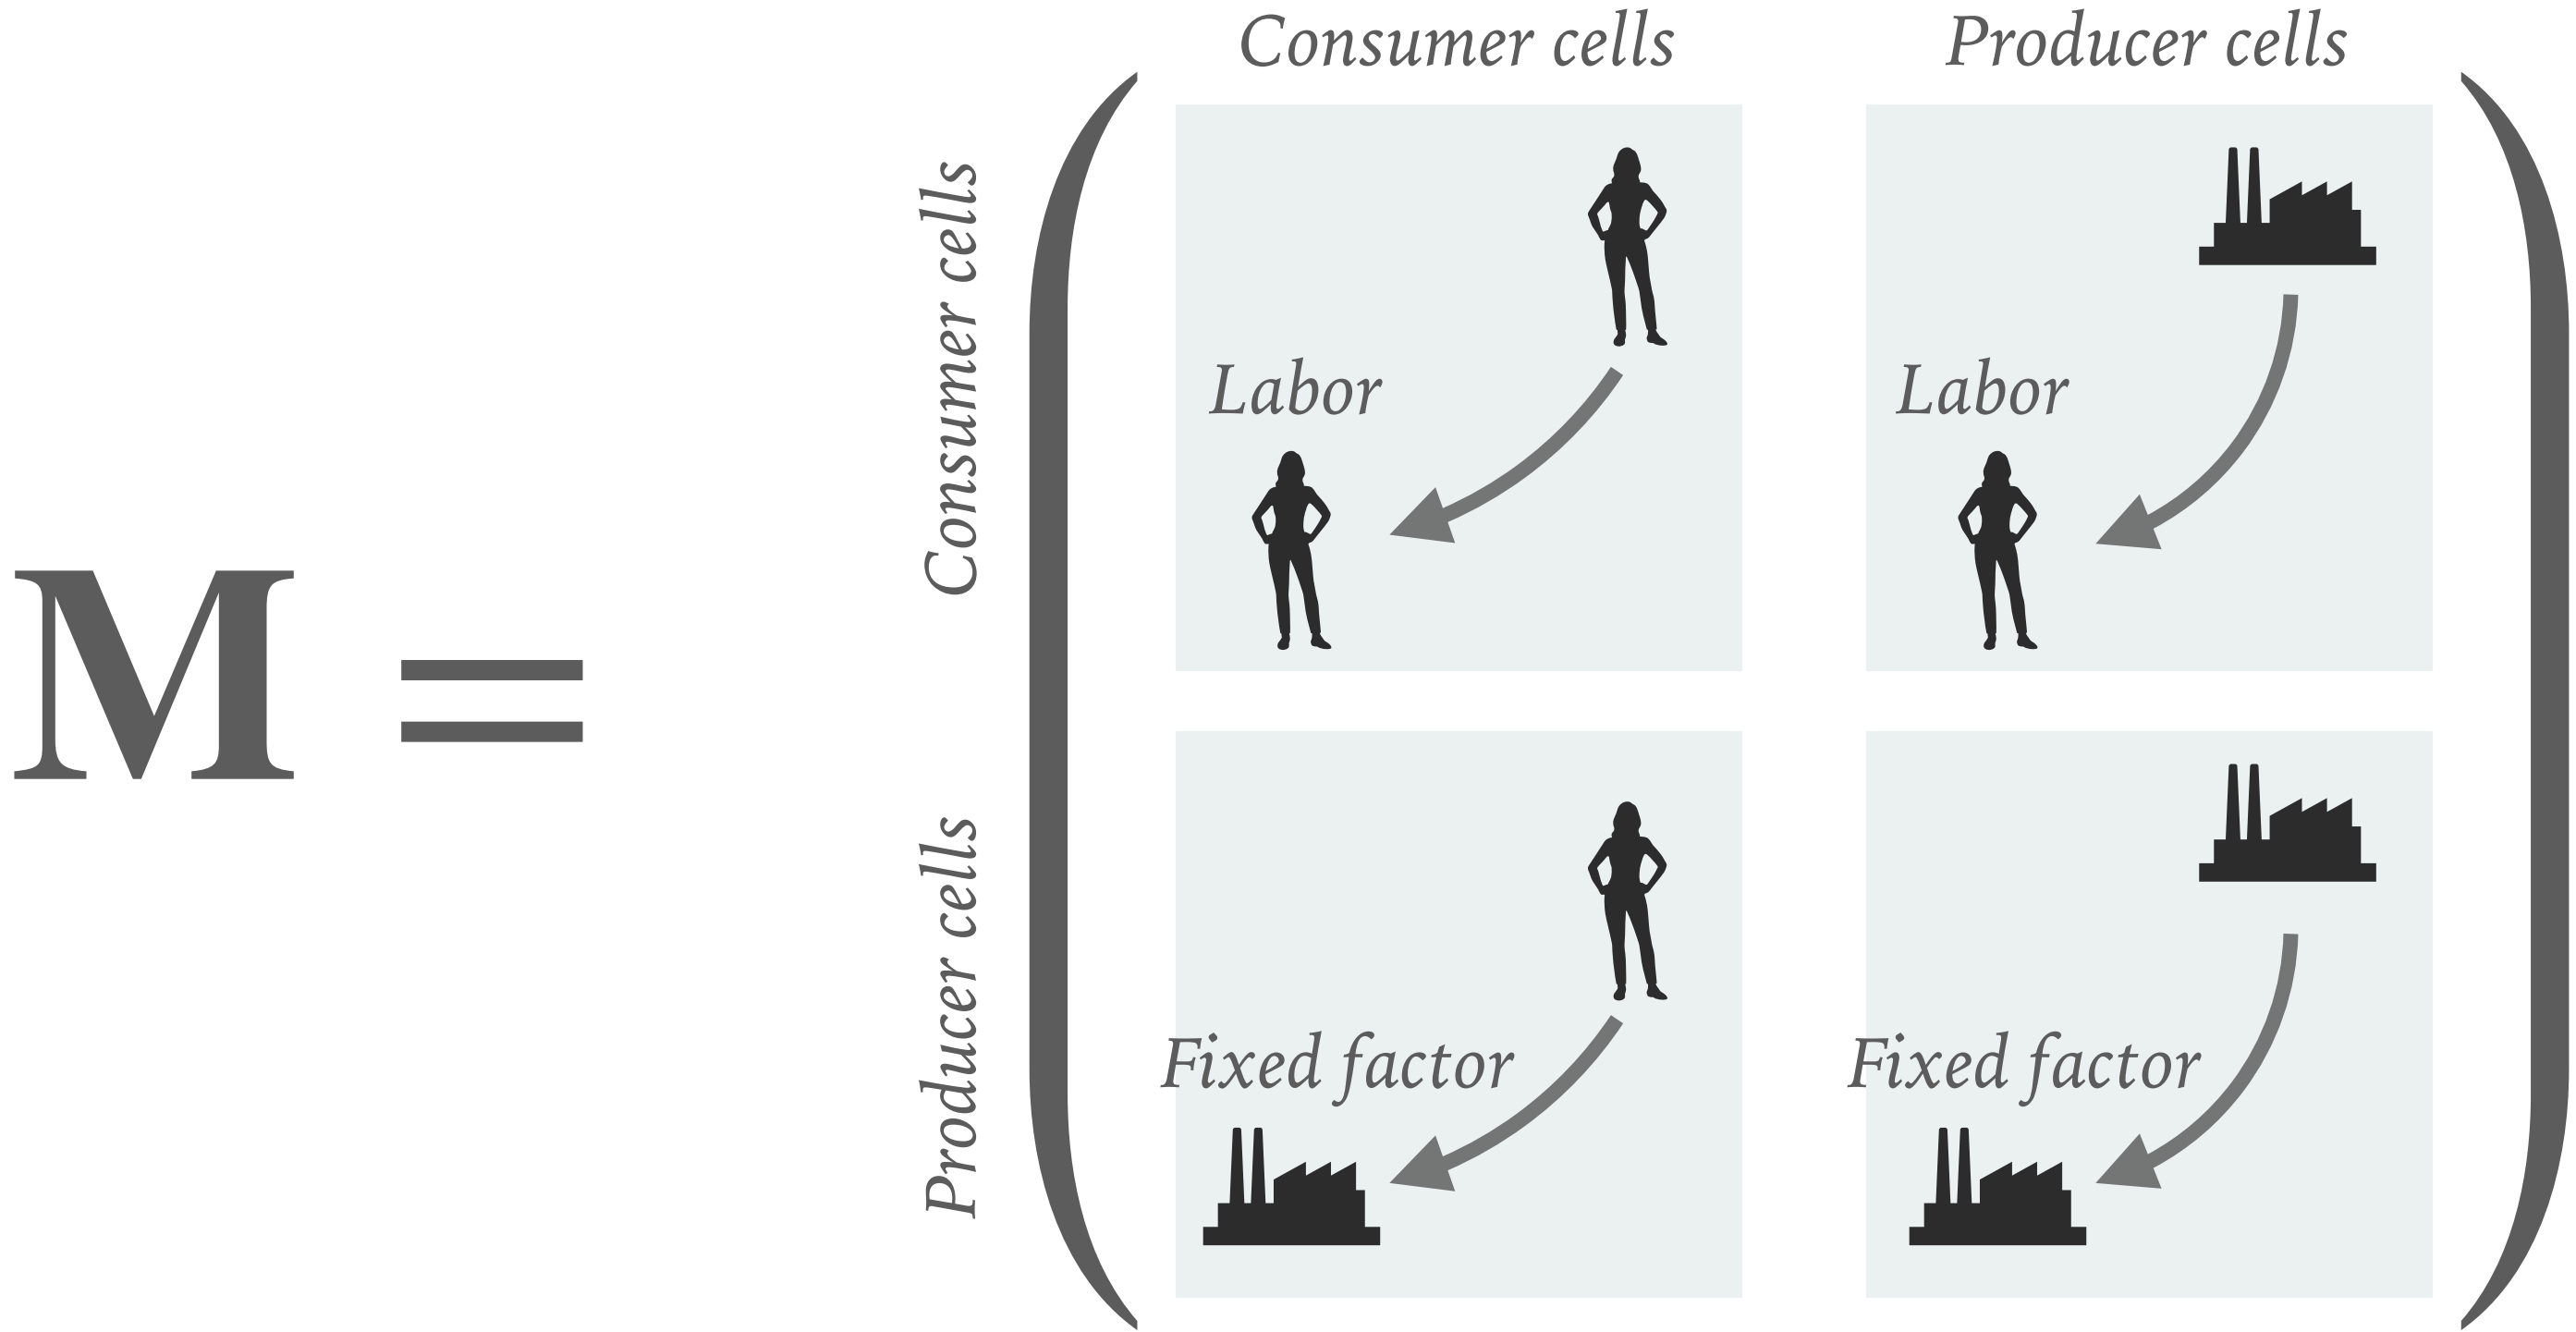 Consumer cells
Producer cells
Consumer cells
Labor
Labor
M =
Producer cells
Fixed factor
Fixed factor